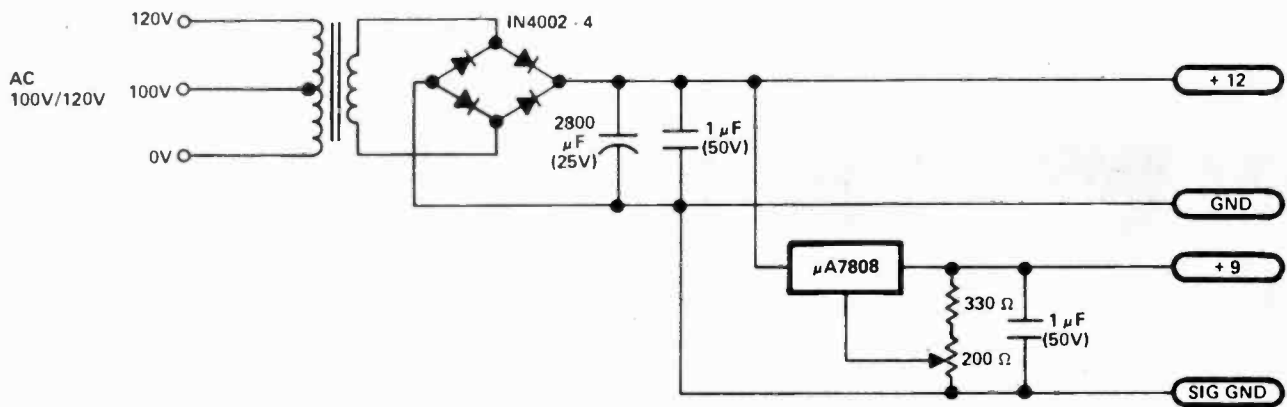 120V
IN4002 - 4
AC
100V/120V
100V
0V
2800
µF
(25V)
1 µF
(50V)
+ 12
GND
µA7808
+ 9
330 Ω
1 µF
(50V)
200 Ω
SIG GND